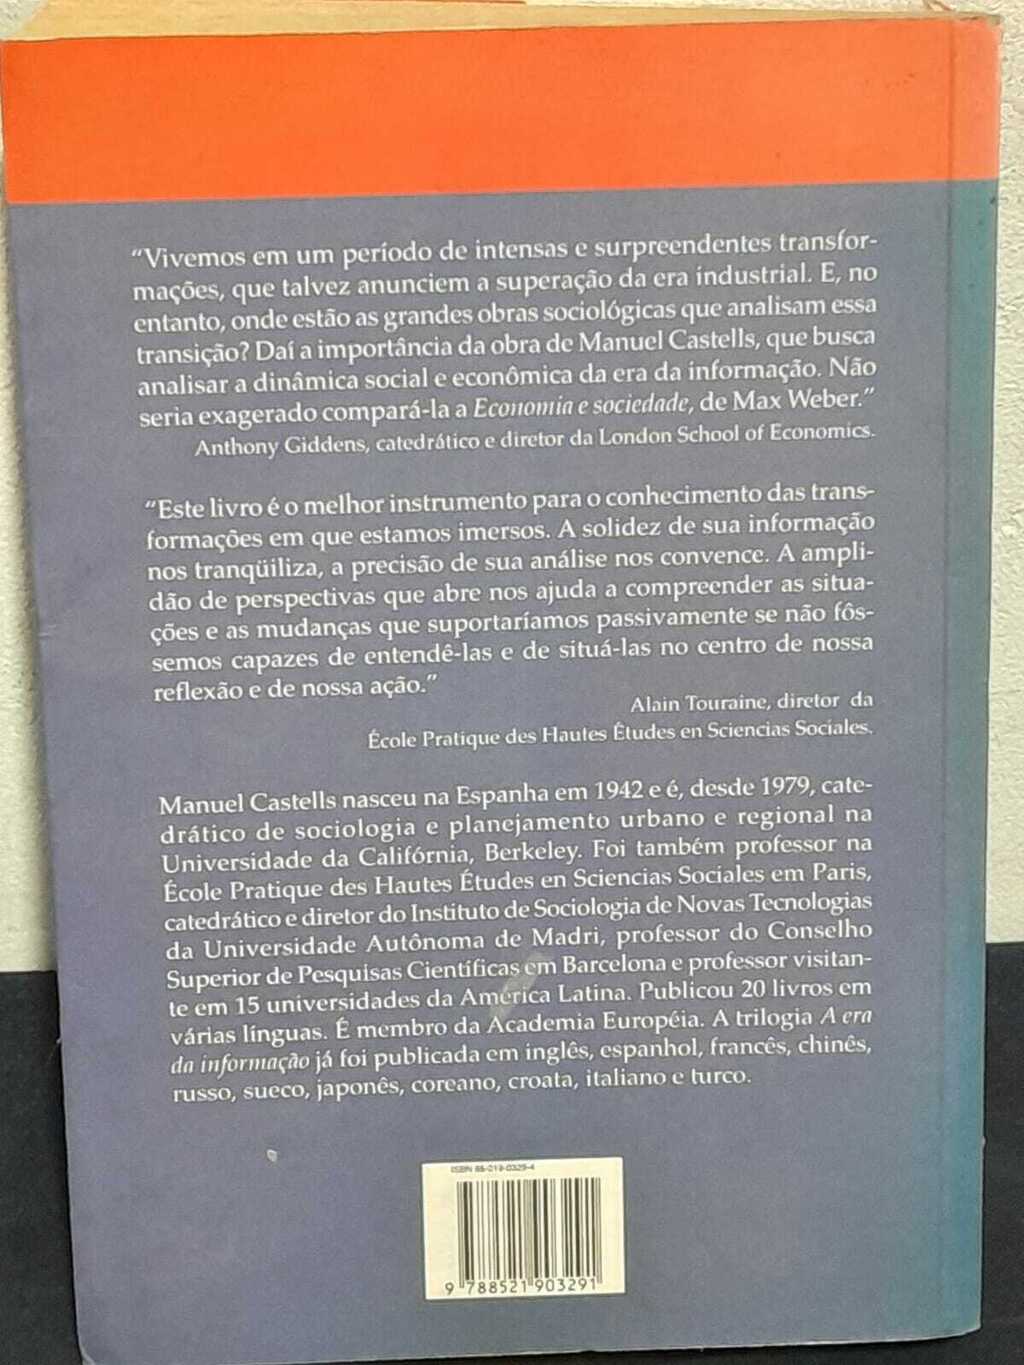 “Vivemos em um período de intensas e surpreendentes transfor-
mações, que talvez anunciem a superação da era industrial. E, no
entanto, onde estão as grandes obras sociológicas que analisam essa
transição? Daí a importância da obra de Manuel Castells, que busca
analisar a dinâmica social e econômica da era da informação. Não
seria exagerado compará-la a Economia e sociedade, de Max Weber.”
Anthony Giddens, catedrático e diretor da London School of Economics.
“Este livro é o melhor instrumento para o conhecimento das trans-
formações em que estamos imersos. A solidez de sua informação
nos tranqüiliza, a precisão de sua análise nos convence. A ampli-
dão de perspectivas que abre nos ajuda a compreender as situa-
ções e as mudanças que suportaríamos passivamente se não fôs-
semos capazes de entendê-las e de situá-las no centro de nossa
reflexão e de nossa ação.”
Alain Touraine, diretor da
École Pratique des Hautes Études en Sciencias Sociales.
Manuel Castells nasceu na Espanha em 1942 e é, desde 1979, cate-
drático de sociologia e planejamento urbano e regional na
Universidade da Califórnia, Berkeley. Foi também professor na
École Pratique des Hautes Études en Sciencias Sociales em Paris,
catedrático e diretor do Instituto de Sociologia de Novas Tecnologias
da Universidade Autônoma de Madri, professor do Conselho
Superior de Pesquisas Científicas em Barcelona e professor visitan-
te em 15 universidades da América Latina. Publicou 20 livros em
várias línguas. É membro da Academia Européia. A trilogia A era
da informação já foi publicada em inglês, espanhol, francês, chinês,
russo, sueco, japonês, coreano, croata, italiano e turco.
ISBN 85-219-0329-4
9 788521 903291